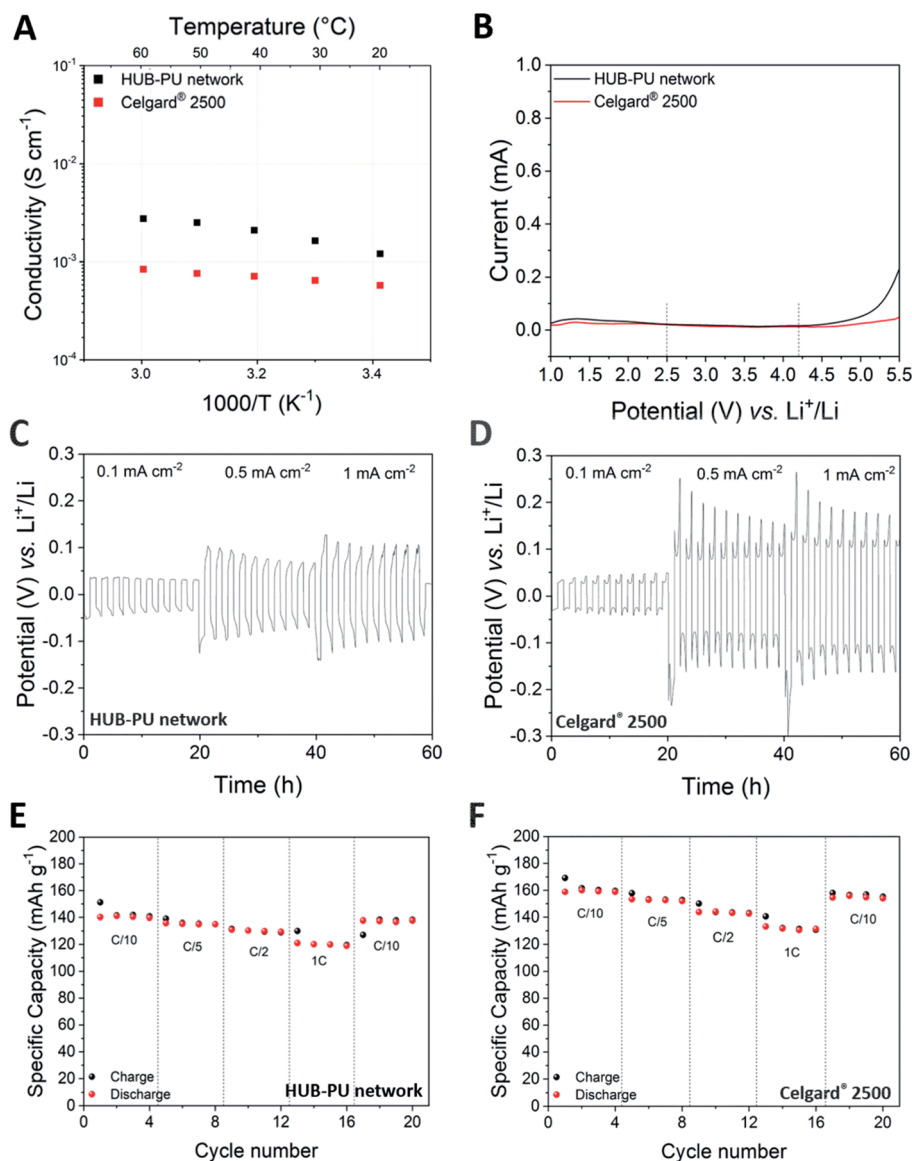 A
Temperature (°C)
60 50 40 30 20
HUB-PU network
Celgard® 2500
10⁻¹
10⁻²
10⁻³
10⁻⁴
Conductivity (S cm⁻¹)
3.0 3.2 3.4
1000/T (K⁻¹)
B
HUB-PU network
Celgard® 2500
1.0
0.8
0.6
0.4
0.2
0.0
Current (mA)
1.0 1.5 2.0 2.5 3.0 3.5 4.0 4.5 5.0 5.5
Potential (V) vs. Li⁺/Li
C
0.1 mA cm⁻² 0.5 mA cm⁻² 1 mA cm⁻²
0.3
0.2
0.1
0.0
-0.1
-0.2
-0.3
Potential (V) vs. Li⁺/Li
HUB-PU network
0 20 40 60
Time (h)
D
0.1 mA cm⁻² 0.5 mA cm⁻² 1 mA cm⁻²
0.3
0.2
0.1
0.0
-0.1
-0.2
-0.3
Potential (V) vs. Li⁺/Li
Celgard® 2500
0 20 40 60
Time (h)
E
200
180
160
140
120
100
80
60
40
20
0
Specific Capacity (mAh g⁻¹)
C/10 C/5 C/2 1C C/10
Charge
Discharge
HUB-PU network
0 4 8 12 16 20
Cycle number
F
200
180
160
140
120
100
80
60
40
20
0
Specific Capacity (mAh g⁻¹)
C/10 C/5 C/2 1C C/10
Charge
Discharge
Celgard® 2500
0 4 8 12 16 20
Cycle number